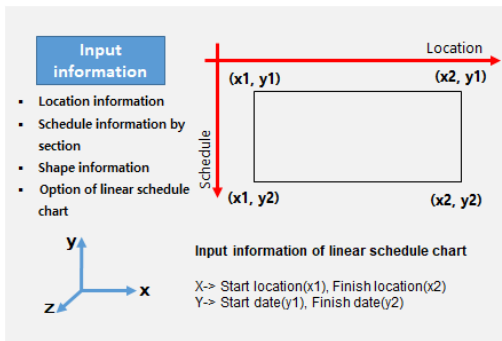 Input
information
▪ Location information
▪ Schedule information by
section
▪ Shape information
▪ Option of linear schedule
chart
Location
(x1, y1)
(x2, y1)
Schedule
(x1, y2)
(x2, y2)
y
x
z
Input information of linear schedule chart
X-> Start location(x1), Finish location(x2)
Y-> Start date(y1), Finish date(y2)